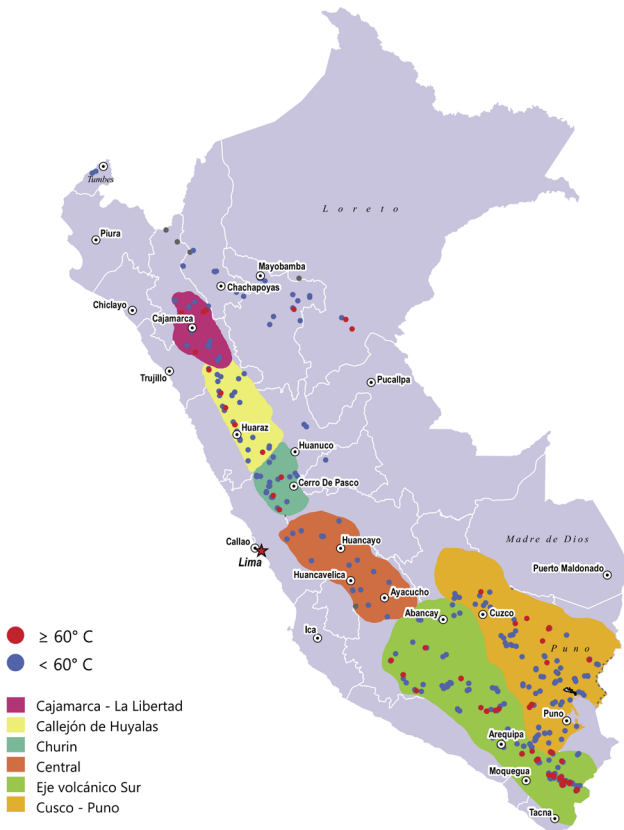 Tumbes
Loreto
Piura
Mayobamba
Chachapoyas
Chiclayo
Cajamarca
Trujillo
Pucallpa
Huaraz
Huanuco
Cerro De Pasco
Callao
Lima
Huancayo
Madre de Dios
Puerto Maldonado
Huancavelica
Ayacucho
Abancay
Cuzco
Ica
Puno
Puno
Arequipa
Moquegua
Tacna
≥ 60° C
< 60° C
Cajamarca - La Libertad
Callejón de Huyalas
Churin
Central
Eje volcánico Sur
Cusco - Puno